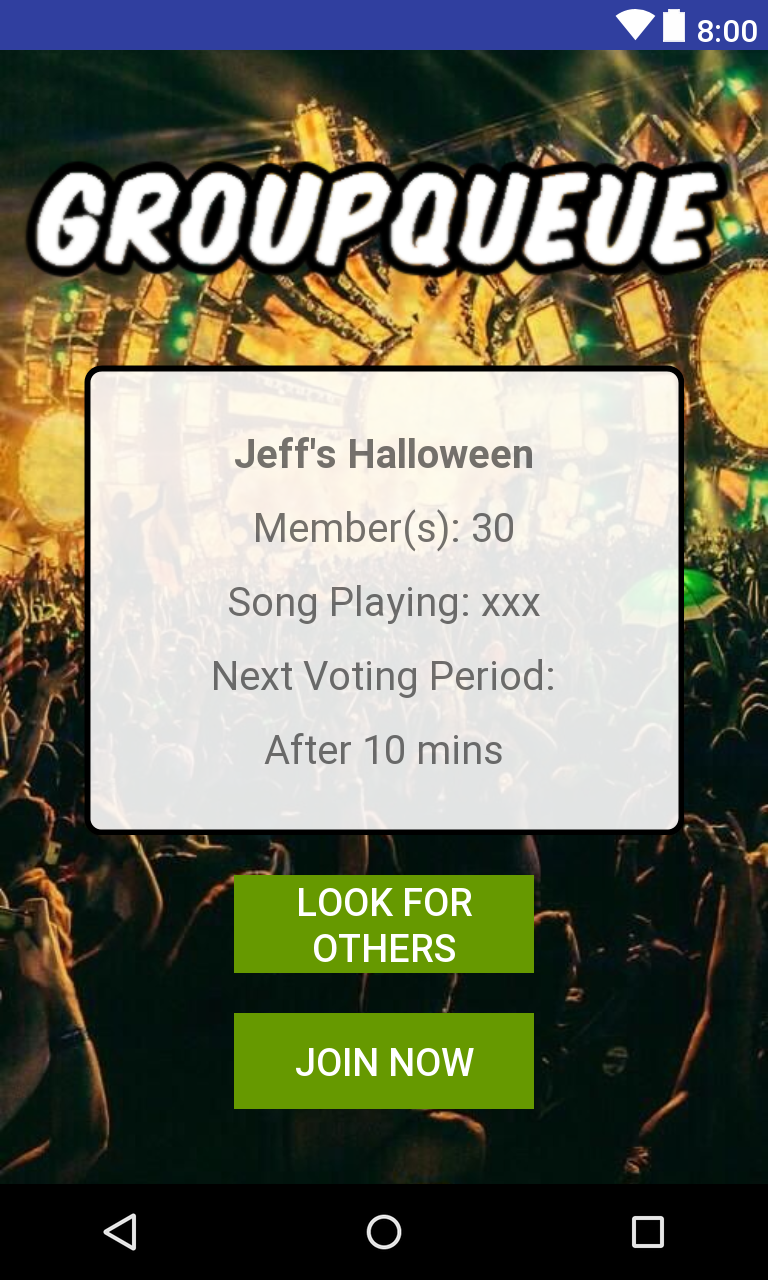 8:00
GROUPQUEUE
Jeff's Halloween
Member(s): 30
Song Playing: xxx
Next Voting Period:
After 10 mins
LOOK FOR
OTHERS
JOIN NOW